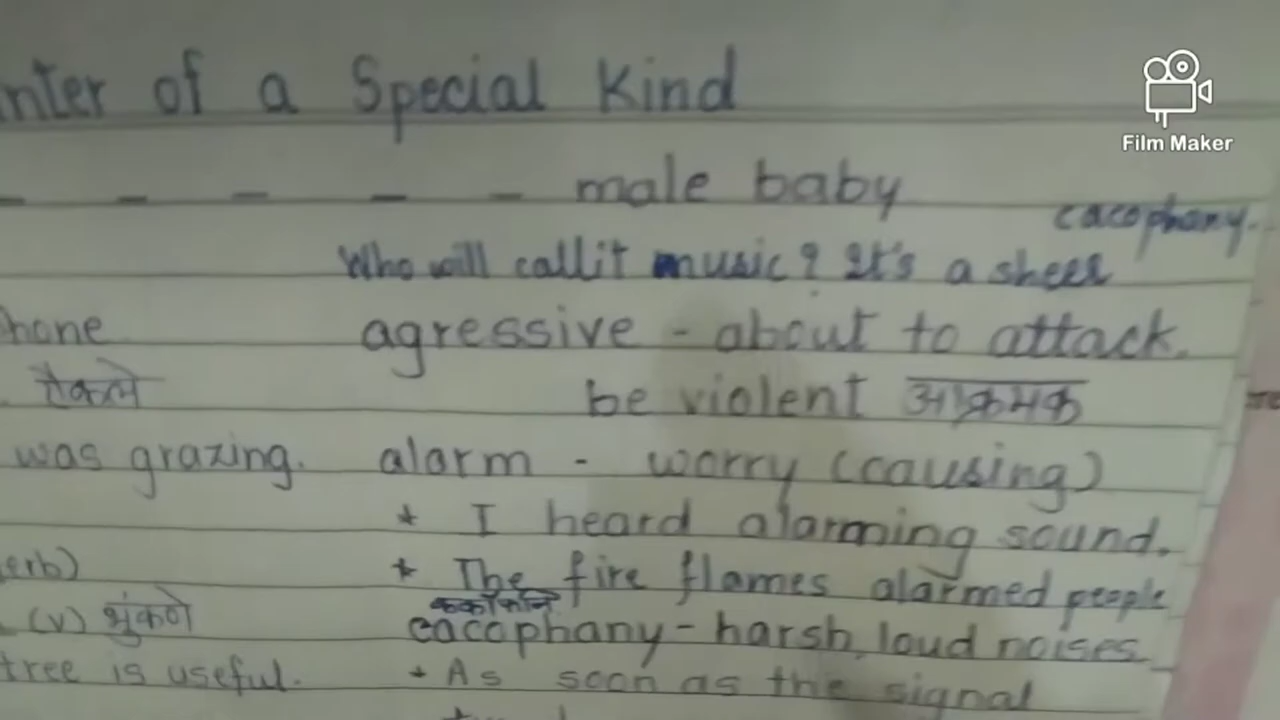 nter of a Special Kind
Film Maker
– – – – – male baby
cacophany.
Who will callit music? It's a sheer
hone agressive - about to attack.
ऐकले be violent आक्रमक
was grazing. alarm - worry (causing)
* I heard alarming sound.
erb) * The fire flames alarmed people
(v) भुंकणे cacophany - harsh, loud noises
tree is useful. * As soon as the signal